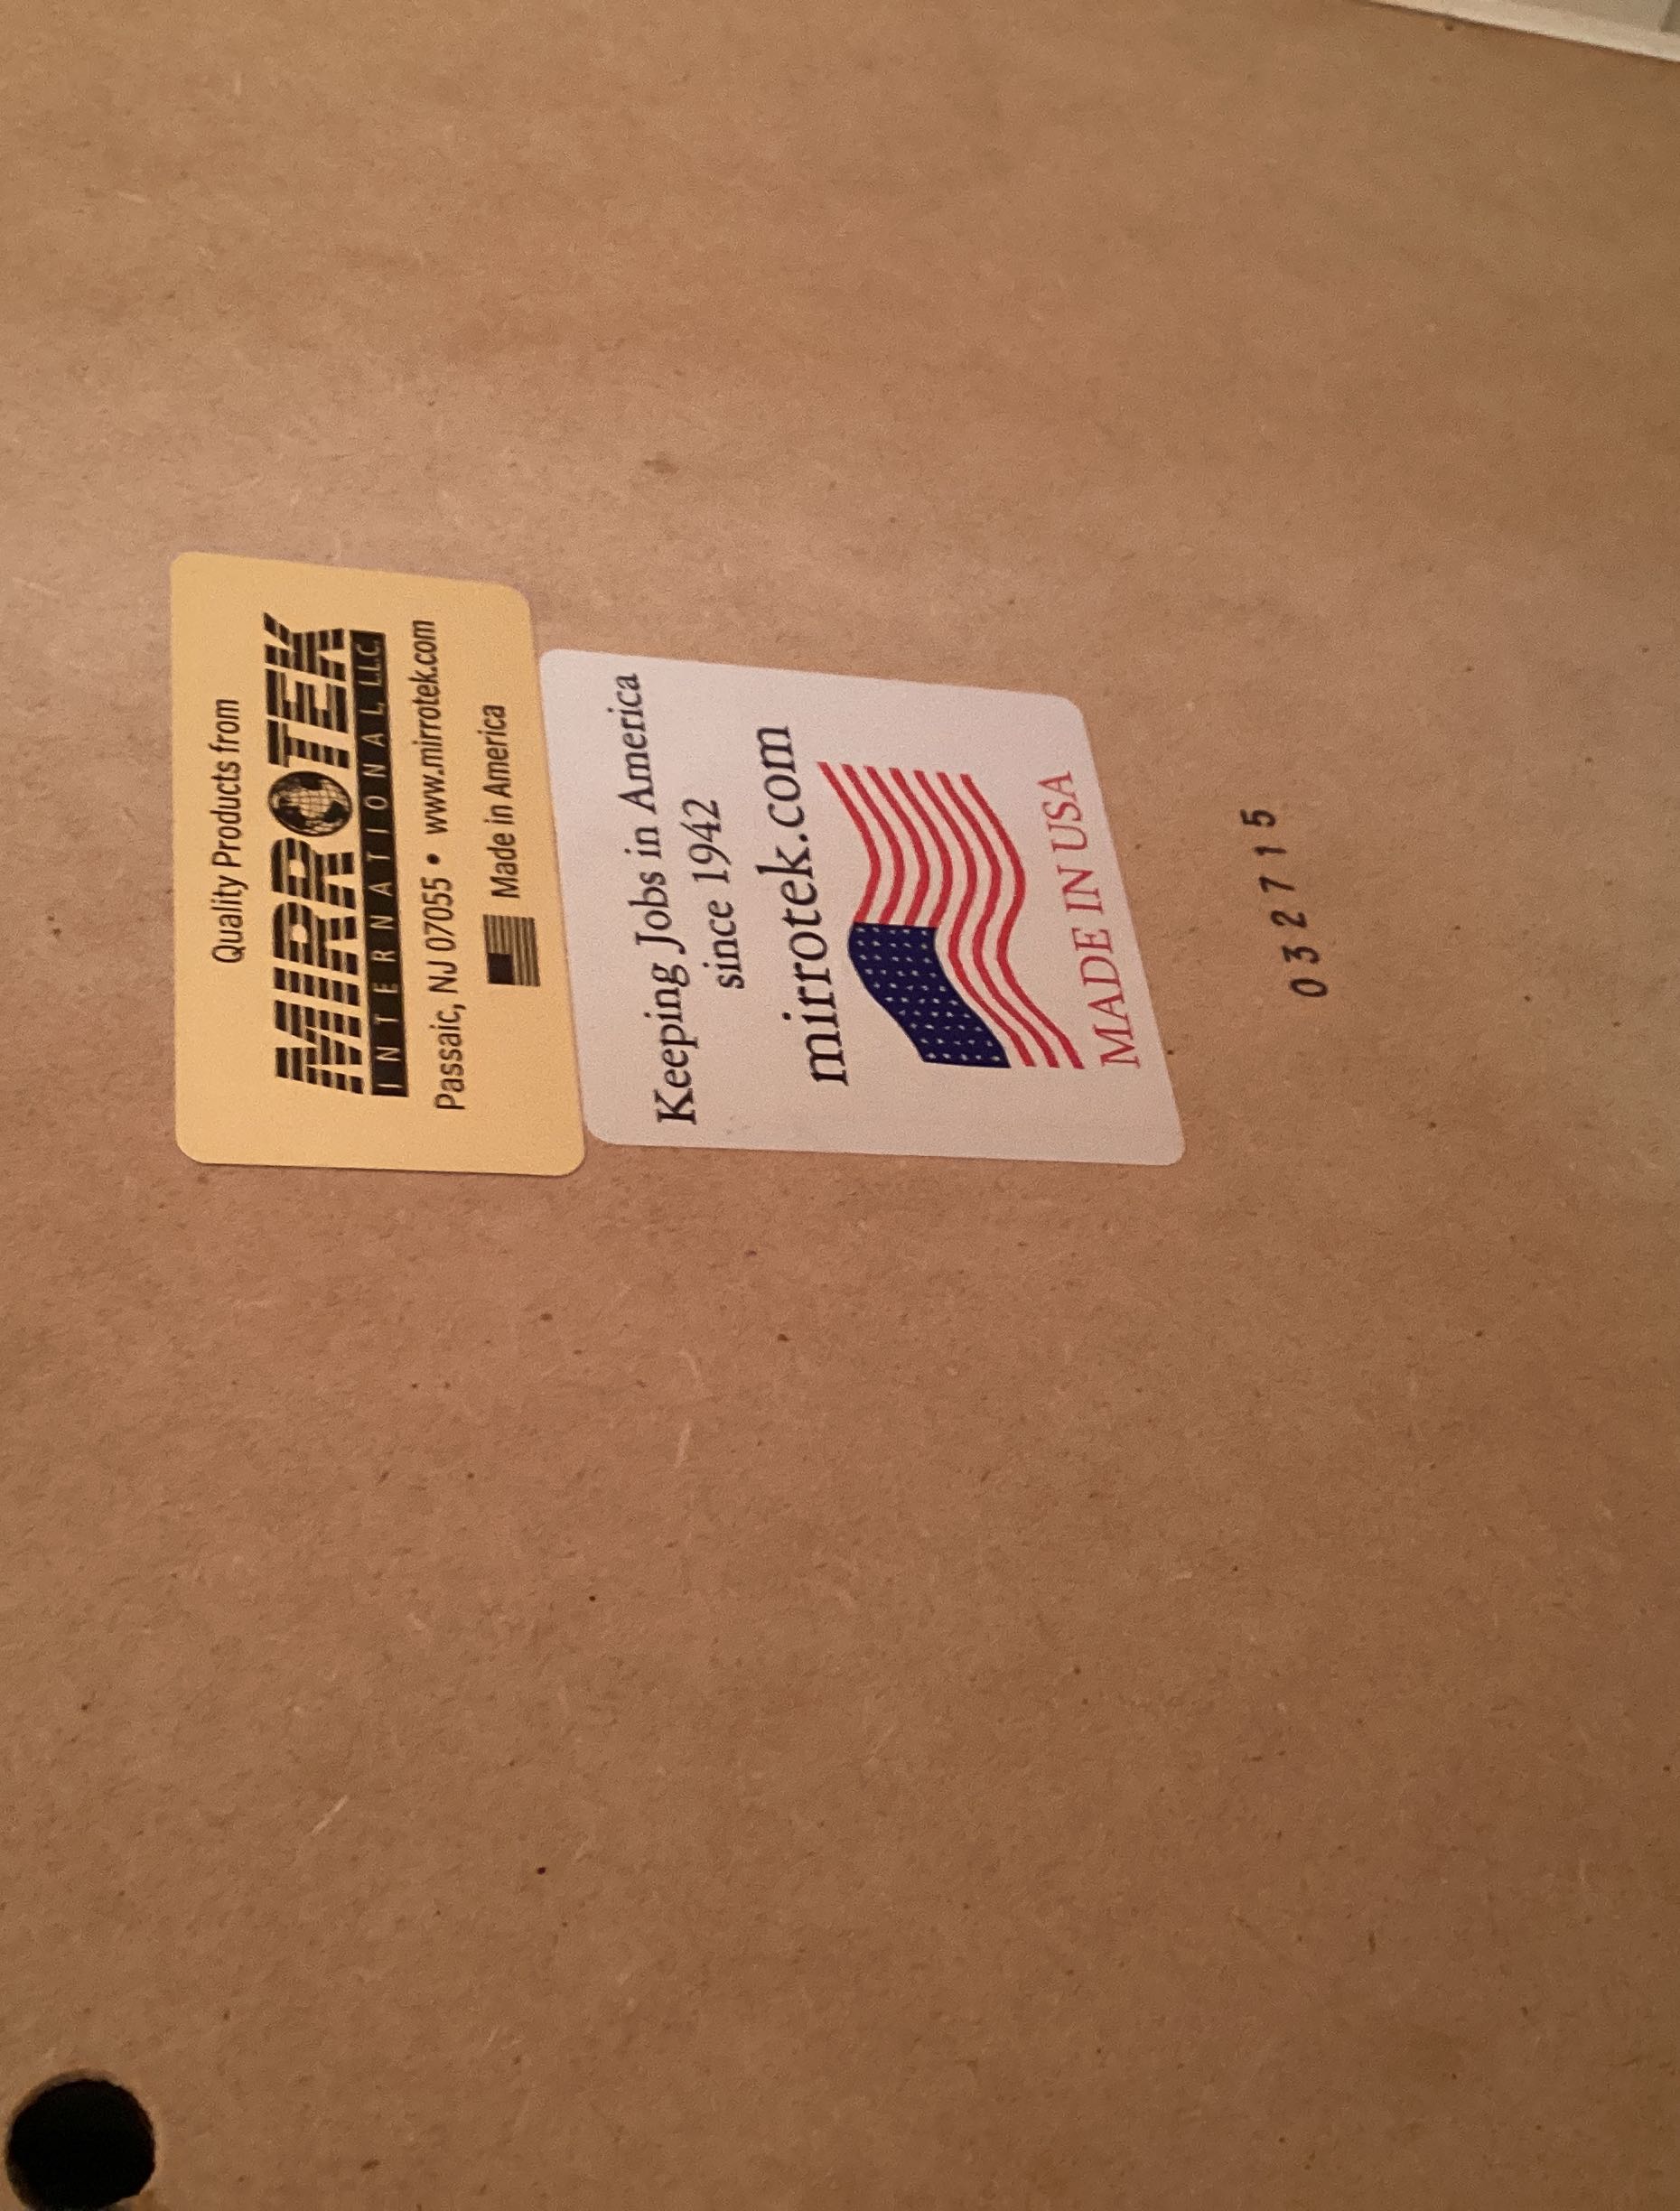 Quality Products from
MIRROTEK
INTERNATIONAL LLC.
Passaic, NJ 07055 • www.mirrotek.com
Made in America
Keeping Jobs in America
since 1942
mirrotek.com
MADE IN USA
032715